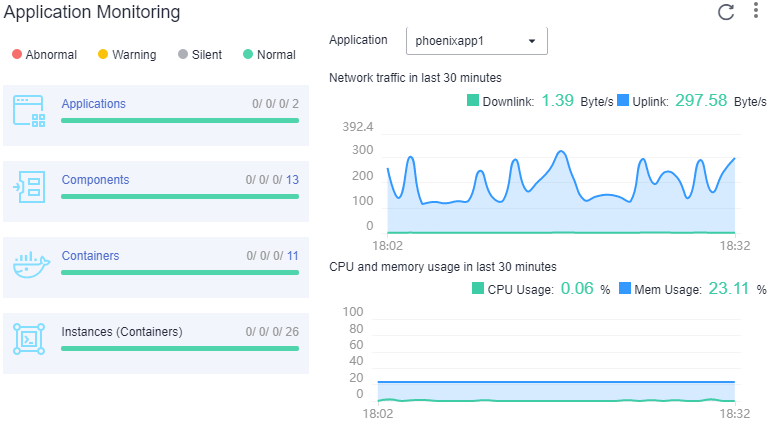 Application Monitoring
Abnormal Warning Silent Normal
Applications 0/ 0/ 0/ 2
Components 0/ 0/ 0/ 13
Containers 0/ 0/ 0/ 11
Instances (Containers) 0/ 0/ 0/ 26
Application phoenixapp1
Network traffic in last 30 minutes
Downlink: 1.39 Byte/s Uplink: 297.58 Byte/s
392.4
300
200
100
0
18:02 18:32
CPU and memory usage in last 30 minutes
CPU Usage: 0.06 % Mem Usage: 23.11 %
100
80
60
40
20
0
18:02 18:32